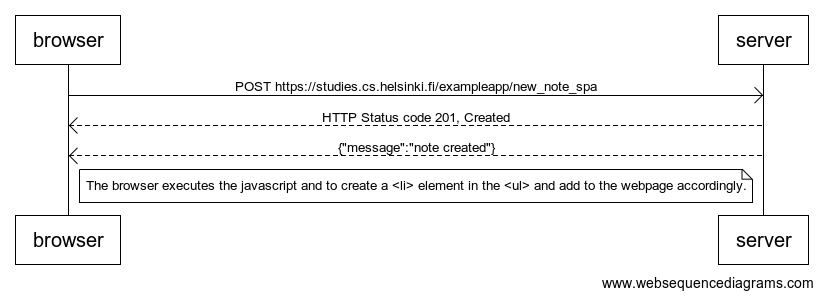 browser
server
POST https://studies.cs.helsinki.fi/exampleapp/new_note_spa
HTTP Status code 201, Created
{"message":"note created"}
The browser executes the javascript and to create a <li> element in the <ul> and add to the webpage accordingly.
browser
server
www.websequencediagrams.com